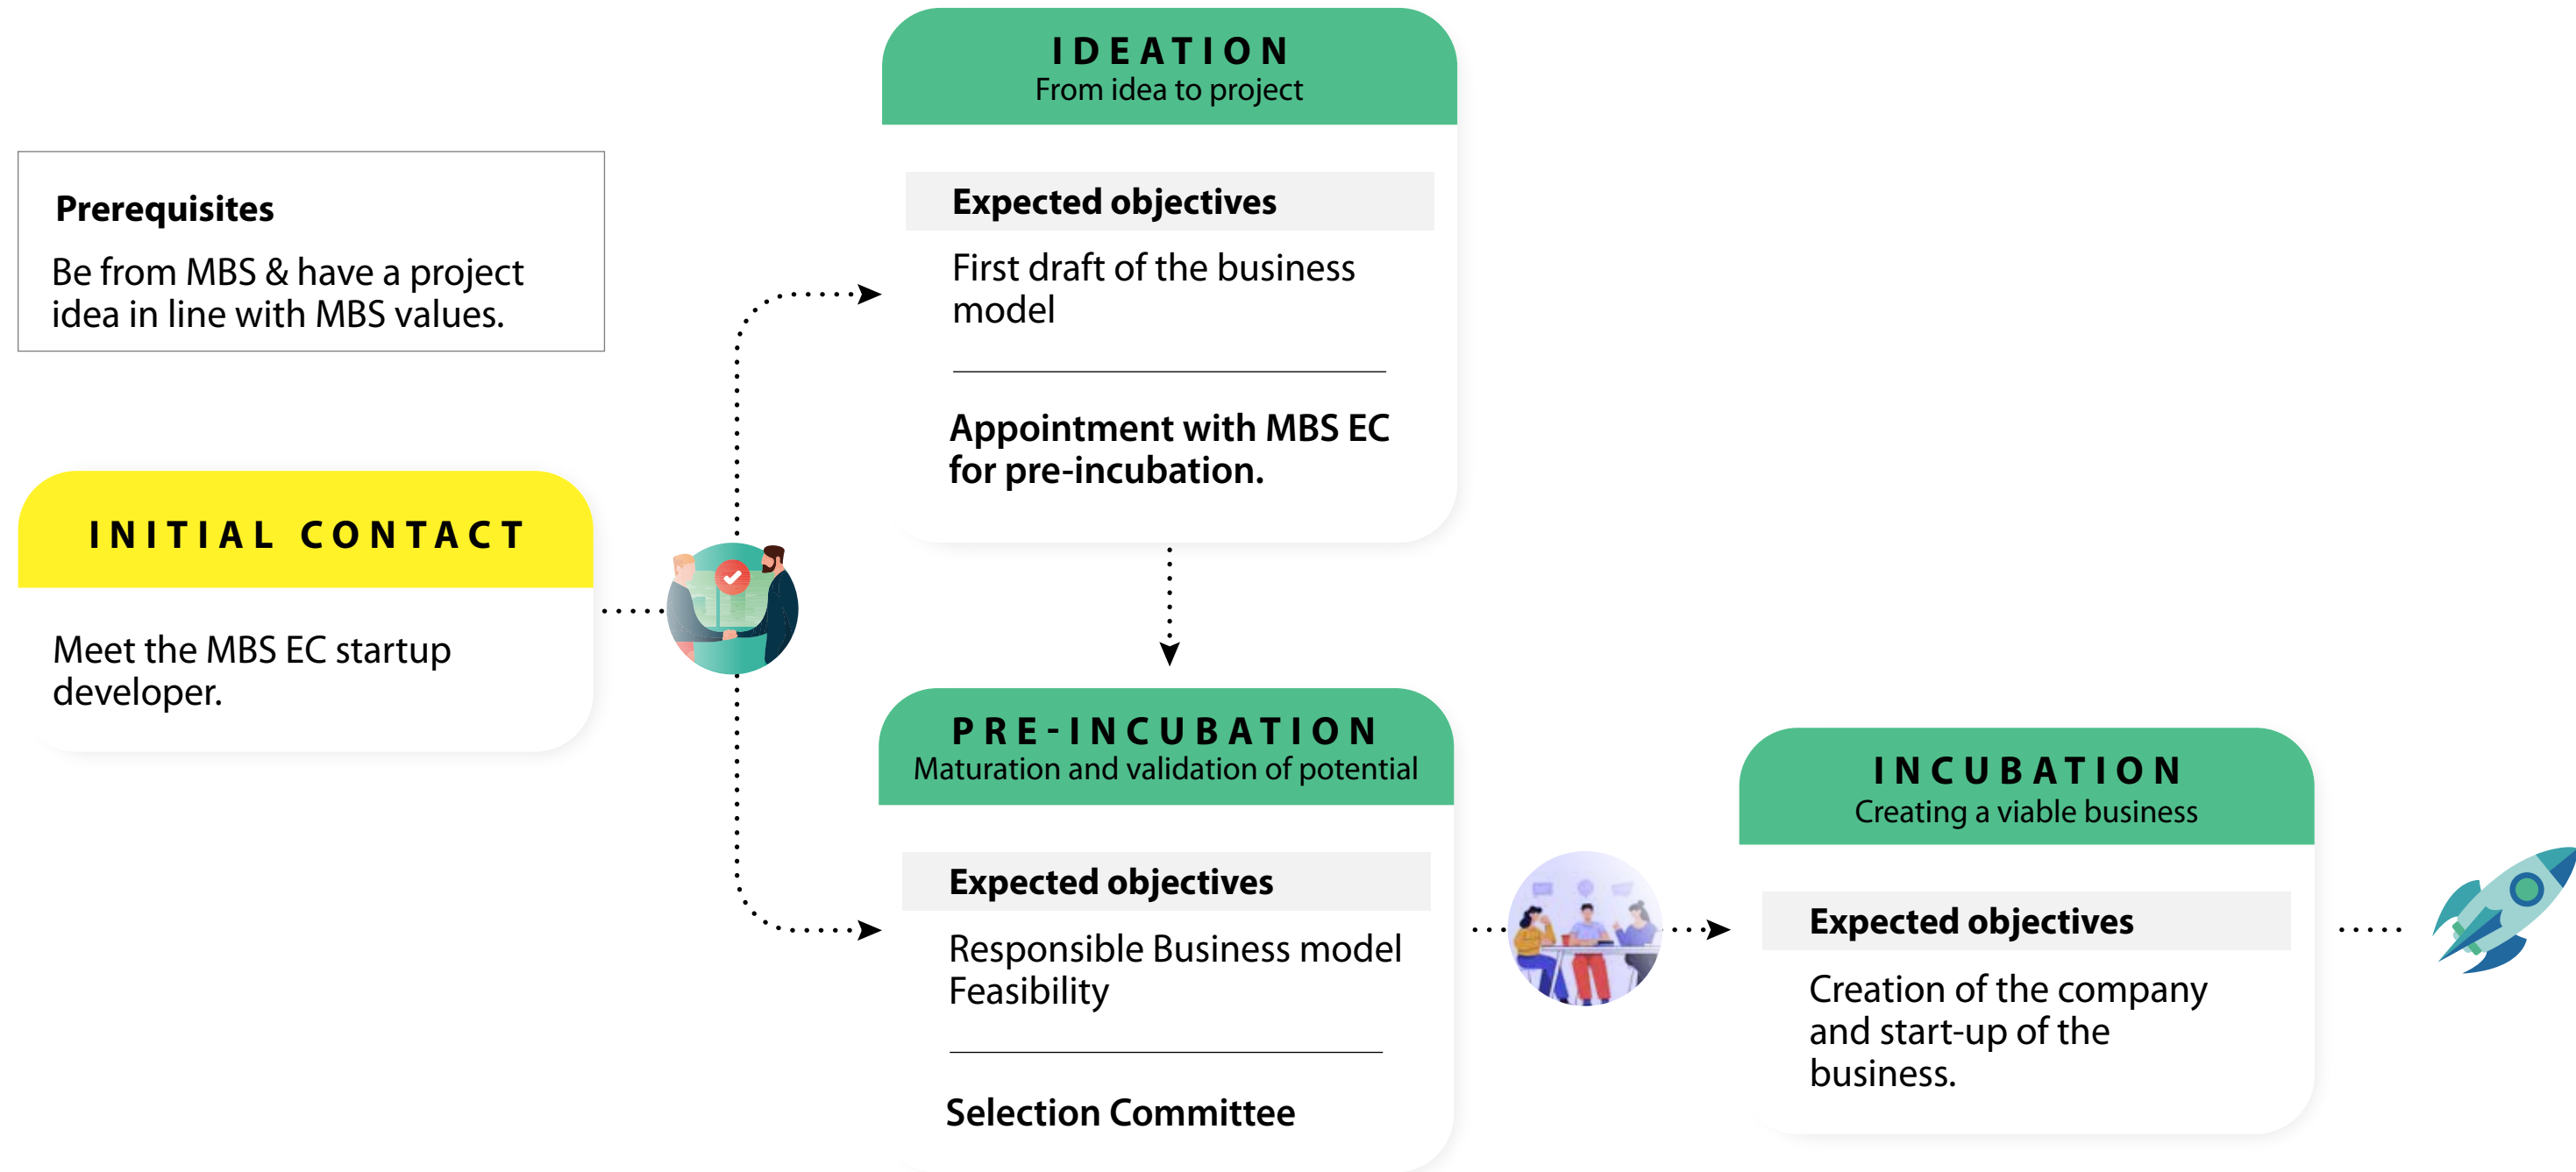 Prerequisites
Be from MBS & have a project
idea in line with MBS values.
INITIAL CONTACT
Meet the MBS EC startup
developer.
IDEATION
From idea to project
Expected objectives
First draft of the business
model
Appointment with MBS EC
for pre-incubation.
PRE-INCUBATION
Maturation and validation of potential
Expected objectives
Responsible Business model
Feasibility
Selection Committee
INCUBATION
Creating a viable business
Expected objectives
Creation of the company
and start-up of the
business.